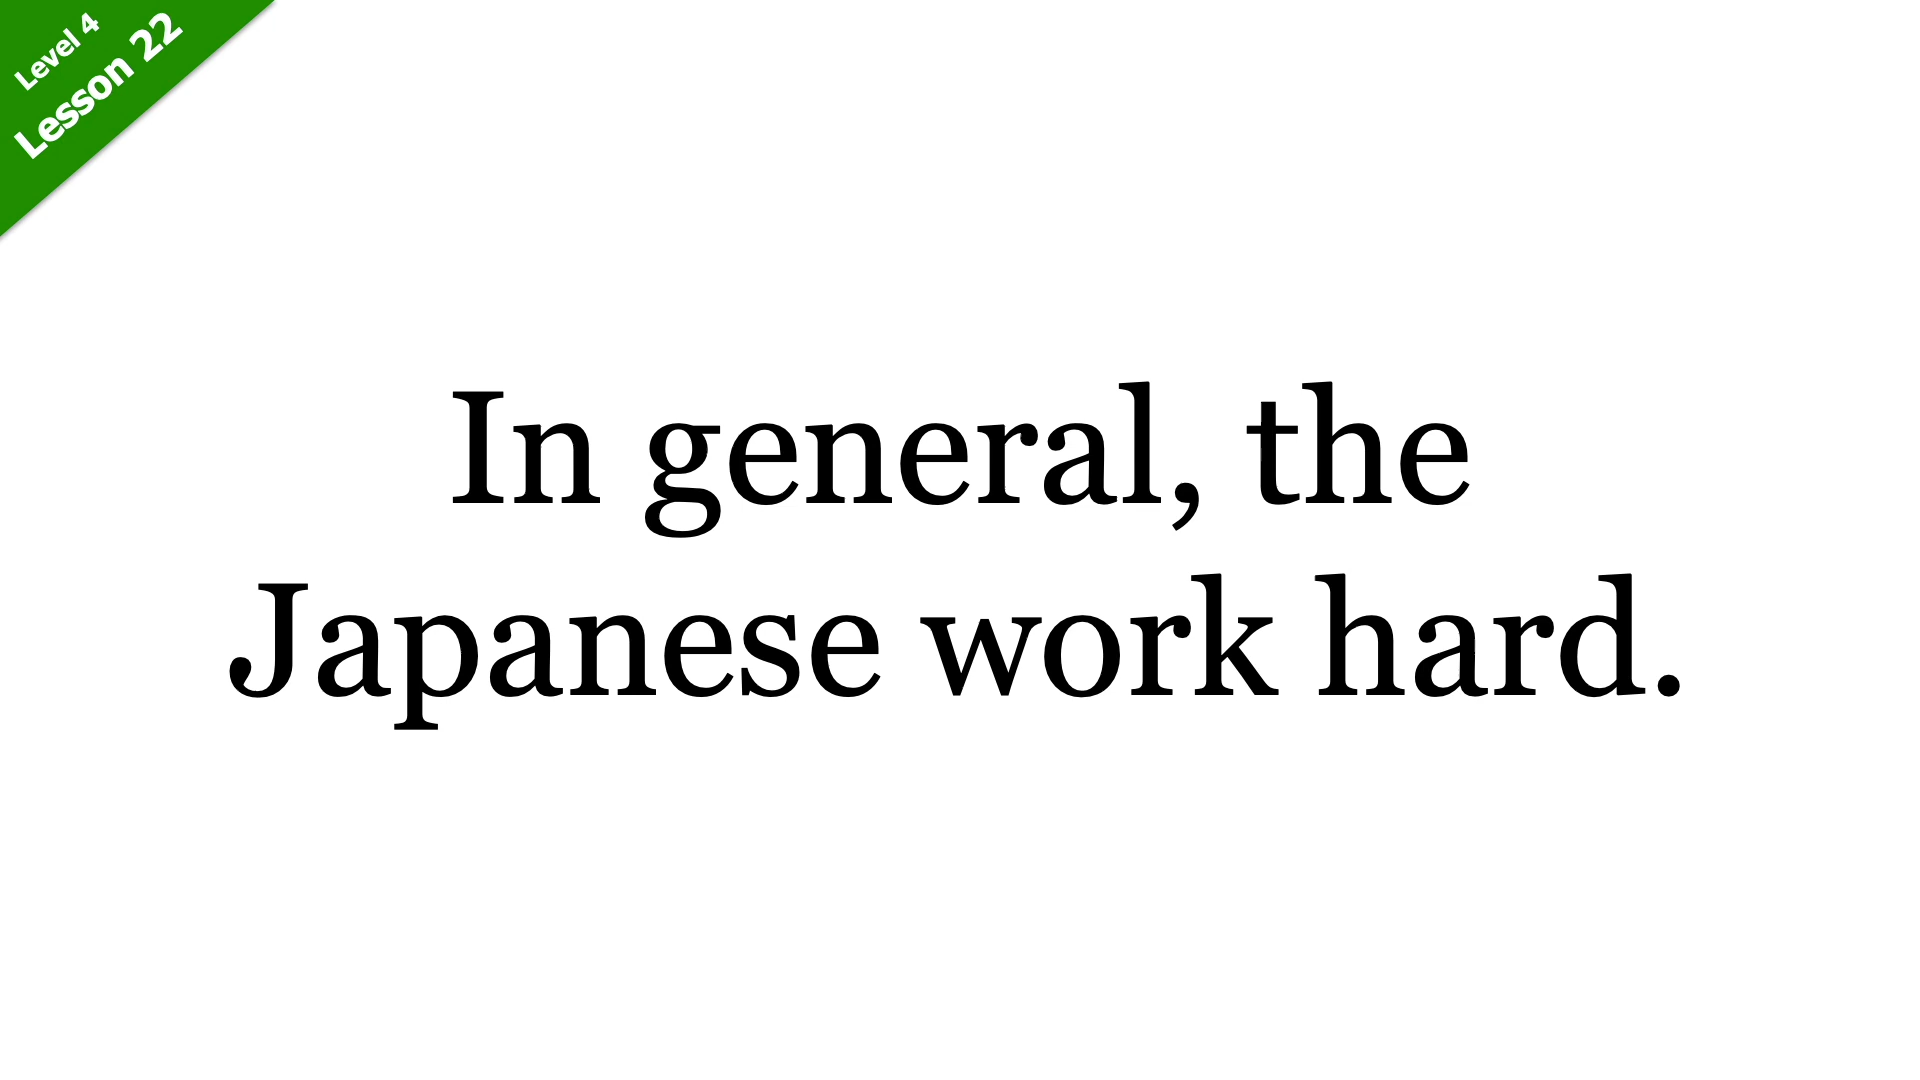 Level 4
Lesson 22
In general, the
Japanese work hard.